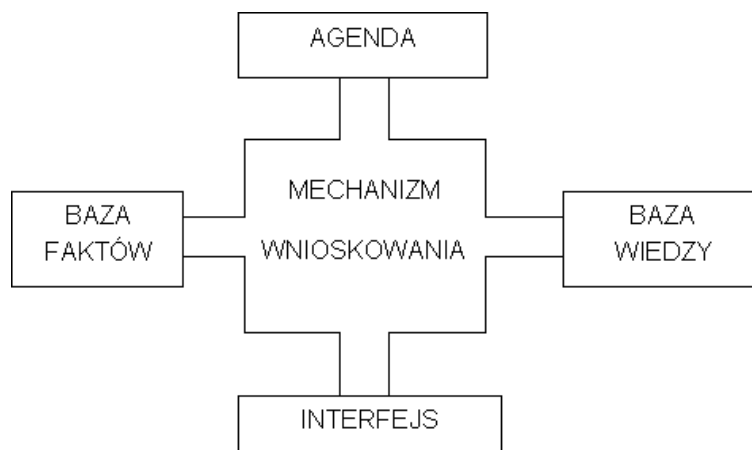 AGENDA
MECHANIZM
WNIOSKOWANIA
BAZA
FAKTÓW
BAZA
WIEDZY
INTERFEJS